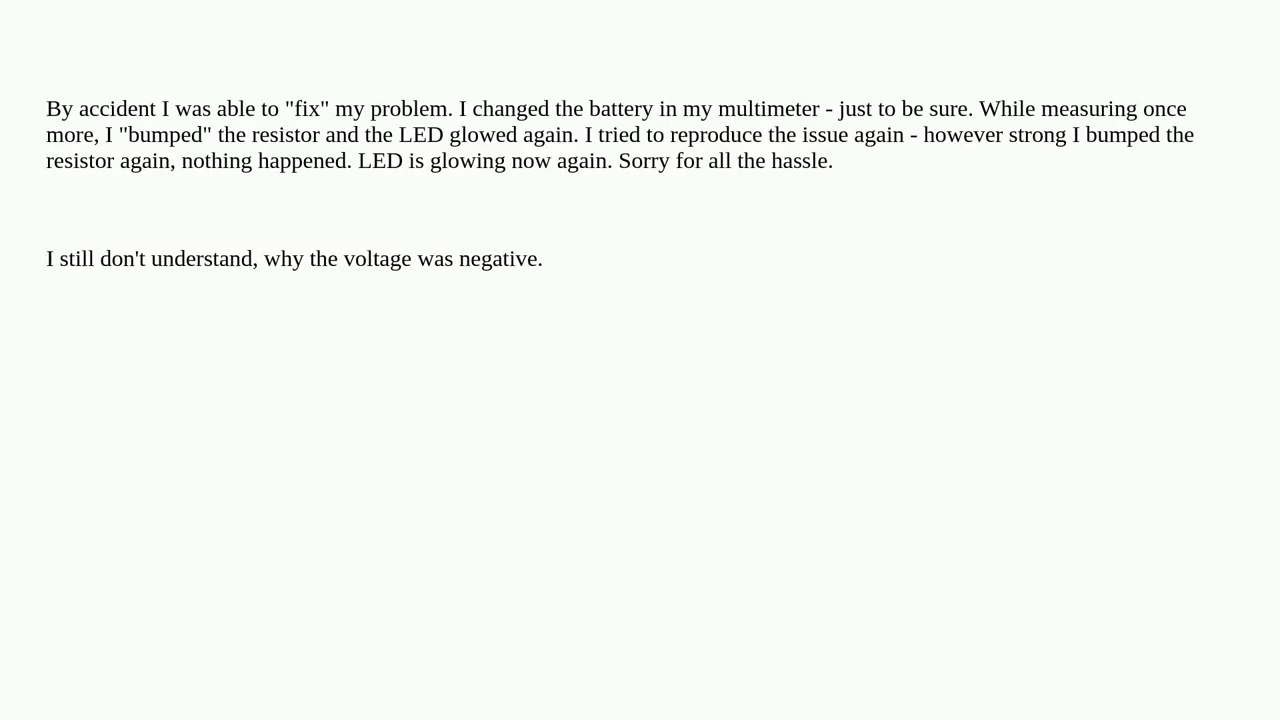 By accident I was able to "fix" my problem. I changed the battery in my multimeter - just to be sure. While measuring once
more, I "bumped" the resistor and the LED glowed again. I tried to reproduce the issue again - however strong I bumped the
resistor again, nothing happened. LED is glowing now again. Sorry for all the hassle.
I still don't understand, why the voltage was negative.